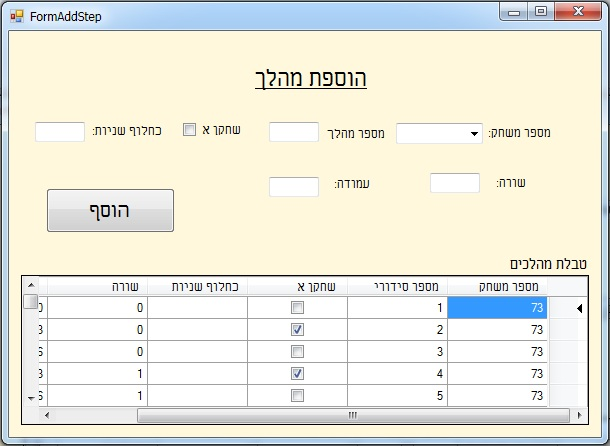 FormAddStep
הוספת מהלך
מספר משחק: מספר מהלך שחקן א כחלוף שניות:
שורה: עמודה:
הוסף
טבלת מהלכים
מספר משחק מספר סידורי שחקן א כחלוף שניות שורה
73 1 0 0
73 2 0 3
73 3 0 6
73 4 1 3
73 5 1 6